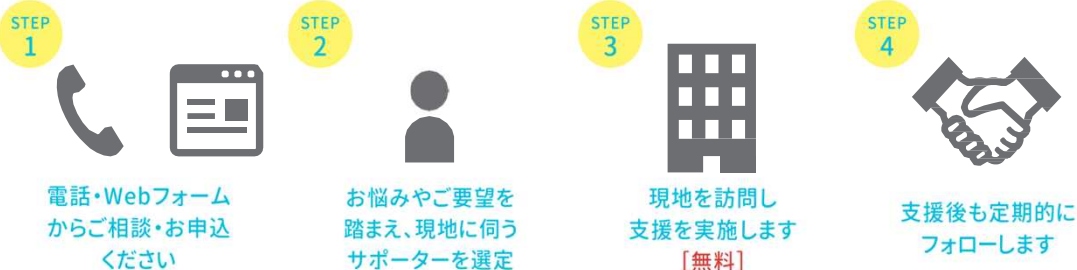 STEP
1
電話・Webフォーム
からご相談・お申込
ください
STEP
2
お悩みやご要望を
踏まえ、現地に伺う
サポーターを選定
STEP
3
現地を訪問し
支援を実施します
[無料]
STEP
4
支援後も定期的に
フォローします